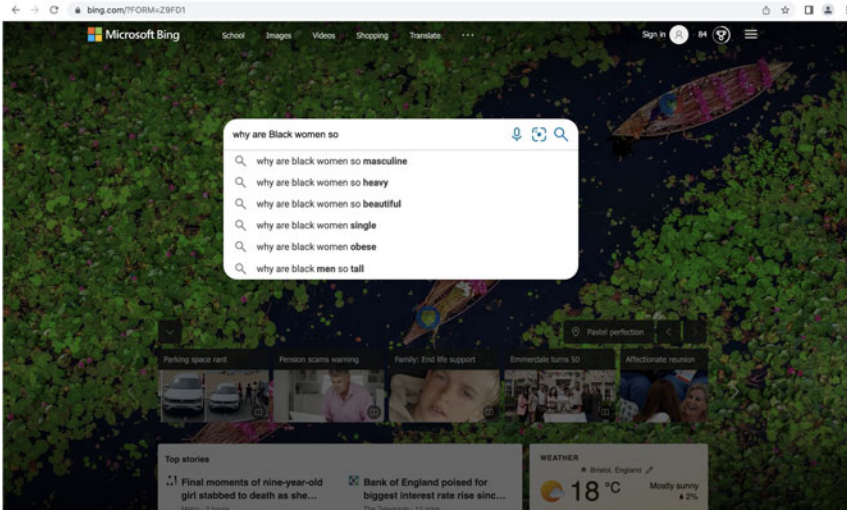 bing.com/?FORM=Z9FD1
Microsoft Bing School Images Videos Shopping Translate ··· Sign in 84
why are Black women so
why are black women so masculine
why are black women so heavy
why are black women so beautiful
why are black women single
why are black women obese
why are black men so tall
Pastel perfection
Parking space rant Pension scams warning Family: End life support Emmerdale turns 50 Affectionate reunion
Top stories
Final moments of nine-year-old
girl stabbed to death as she...
Bank of England poised for
biggest interest rate rise sinc...
WEATHER
Bristol, England
18 °C
Mostly sunny
2%